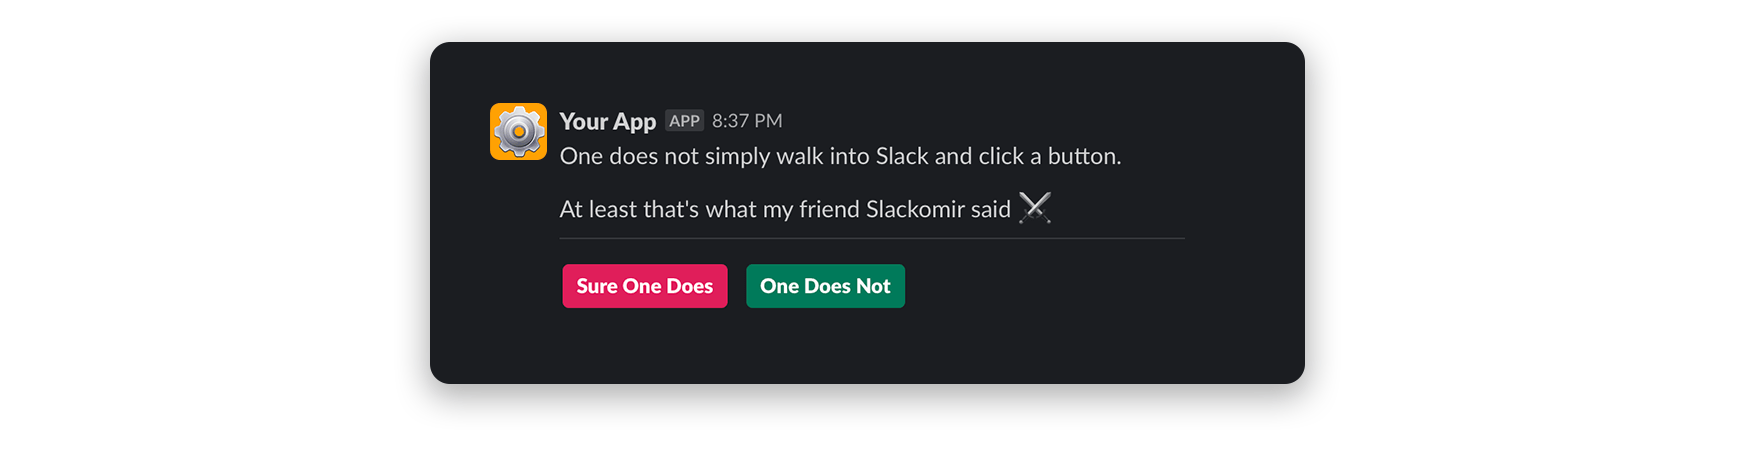 Your App APP 8:37 PM
One does not simply walk into Slack and click a button.
At least that's what my friend Slackomir said ⚔️
Sure One Does One Does Not